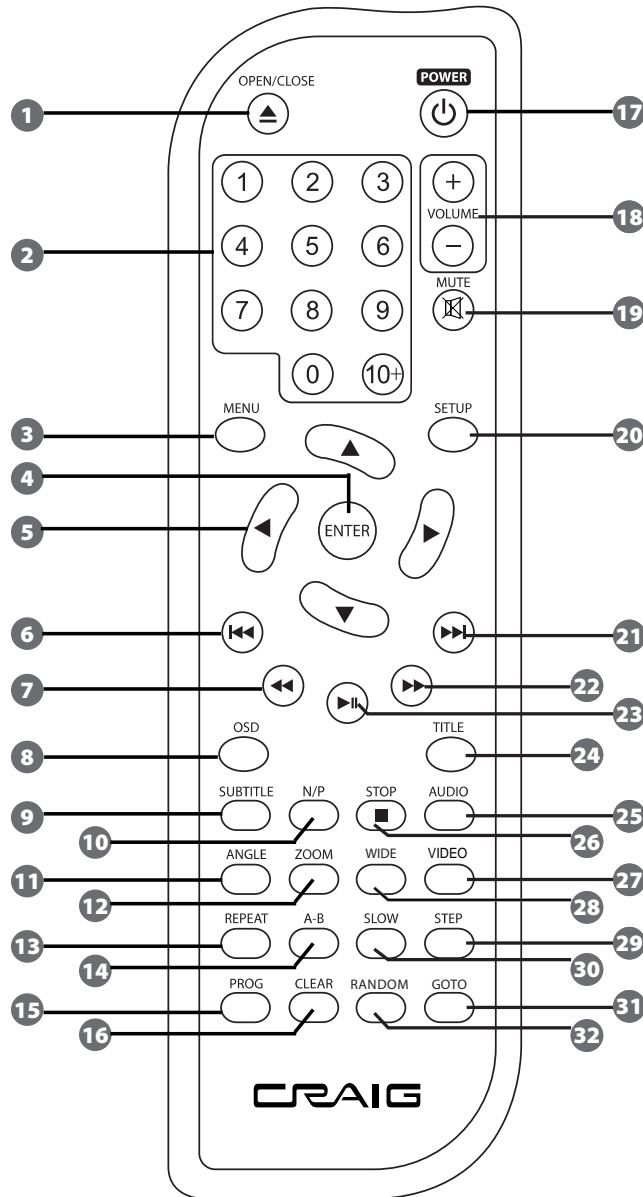 OPEN/CLOSE
POWER
1
17
1 2 3
+
VOLUME
18
2
4 5 6
−
MUTE
7 8 9
19
0 10+
MENU
SETUP
3
20
4
5
ENTER
6
21
7
22
23
OSD
TITLE
8
24
SUBTITLE N/P STOP AUDIO
9
25
10
26
ANGLE ZOOM WIDE VIDEO
11
27
12
28
REPEAT A-B SLOW STEP
13
29
14
30
PROG CLEAR RANDOM GOTO
15
31
16
32
CRAIG